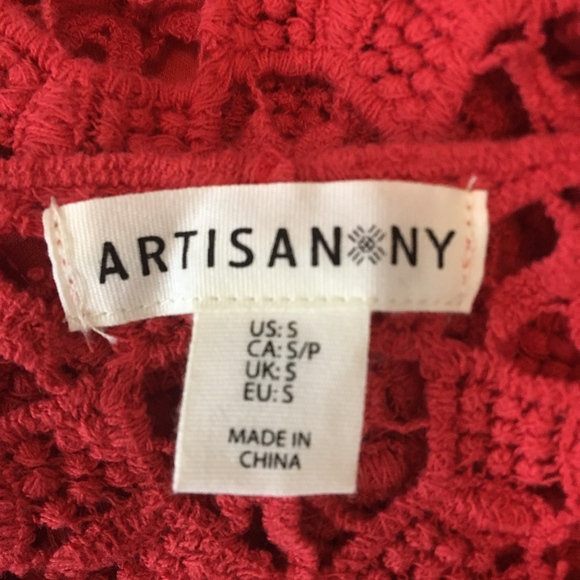 ARTISAN NY
US: S
CA: S/P
UK: S
EU: S
MADE IN
CHINA